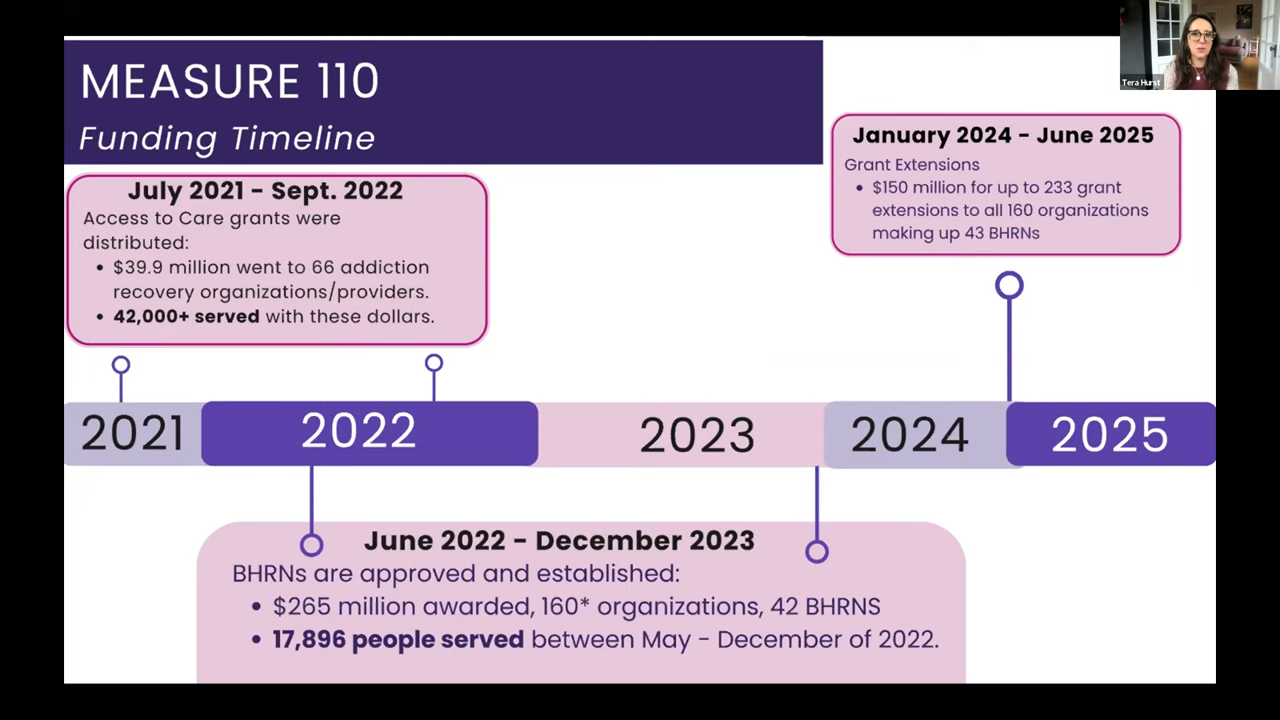 MEASURE 110
Funding Timeline
Tera Hurst
January 2024 - June 2025
Grant Extensions
• $150 million for up to 233 grant
extensions to all 160 organizations
making up 43 BHRNs
July 2021 - Sept. 2022
Access to Care grants were
distributed:
• $39.9 million went to 66 addiction
recovery organizations/providers.
• 42,000+ served with these dollars.
2021 2022 2023 2024 2025
June 2022 - December 2023
BHRNs are approved and established:
• $265 million awarded, 160* organizations, 42 BHRNS
• 17,896 people served between May - December of 2022.